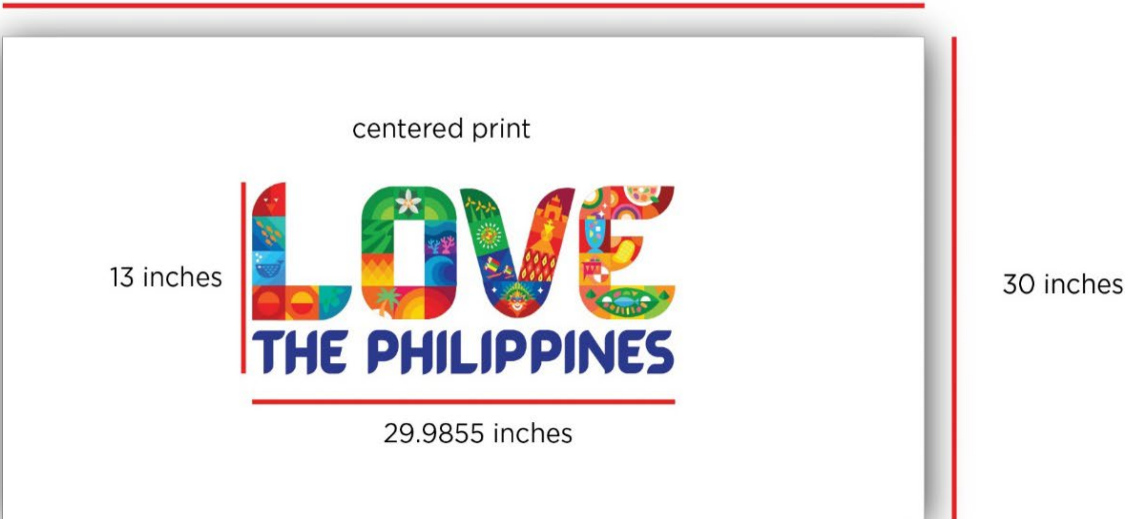 centered print
LOVE
13 inches
30 inches
THE PHILIPPINES
29.9855 inches